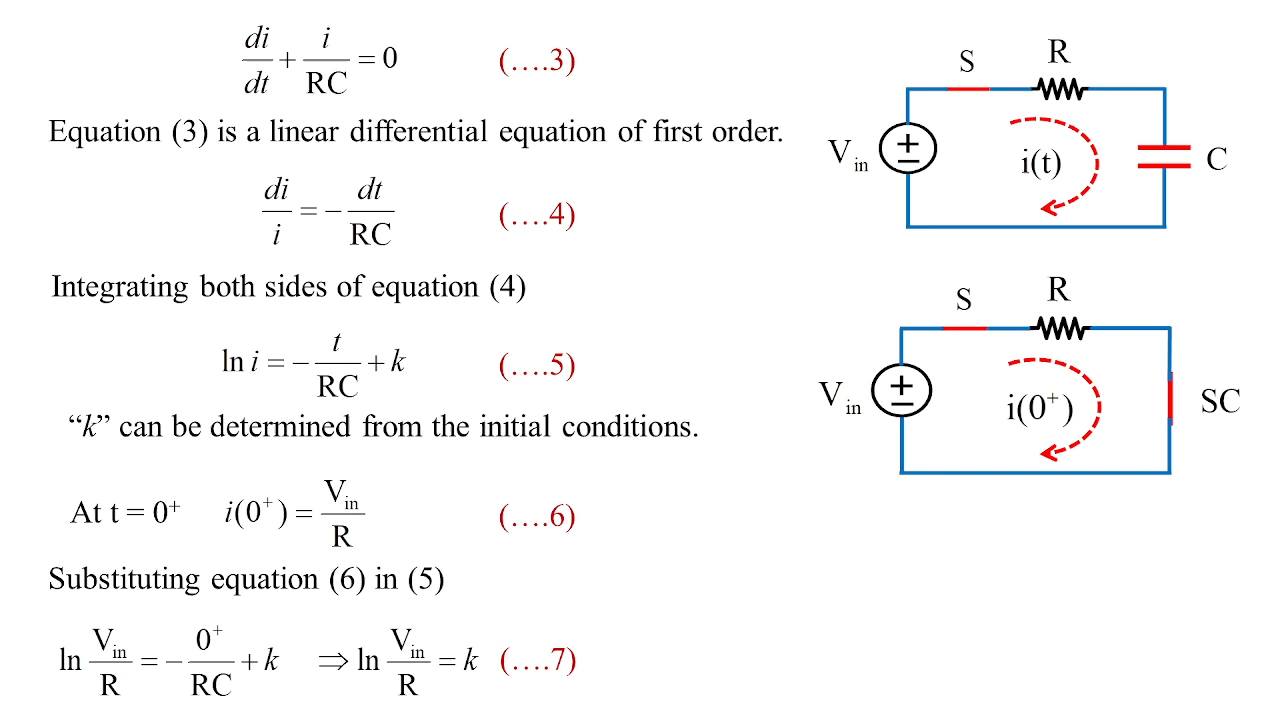 di/dt + i/RC = 0 (….3)
Equation (3) is a linear differential equation of first order.
di/i = − dt/RC (….4)
Integrating both sides of equation (4)
ln i = − t/RC + k (….5)
“k” can be determined from the initial conditions.
At t = 0⁺ i(0⁺) = V_in/R (….6)
Substituting equation (6) in (5)
ln V_in/R = − 0⁺/RC + k ⇒ ln V_in/R = k (….7)
S
R
V_in
+
−
i(t)
C
S
R
V_in
+
−
i(0⁺)
SC